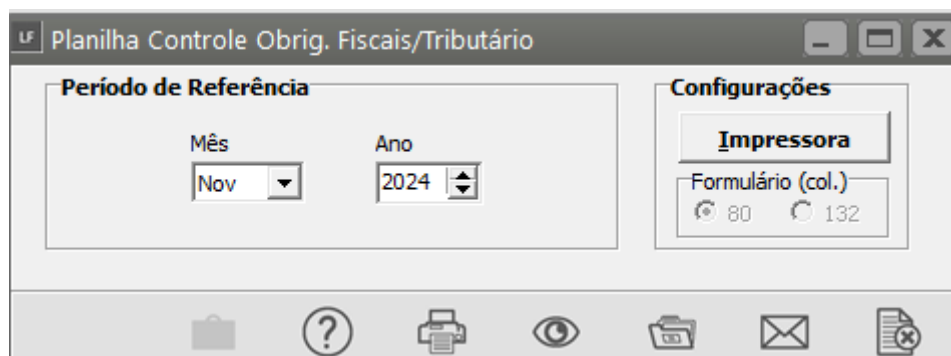 LF Planilha Controle Obrig. Fiscais/Tributário
Período de Referência
Mês
Ano
Nov
2024
Configurações
Impressora
Formulário (col.)
80
132
?